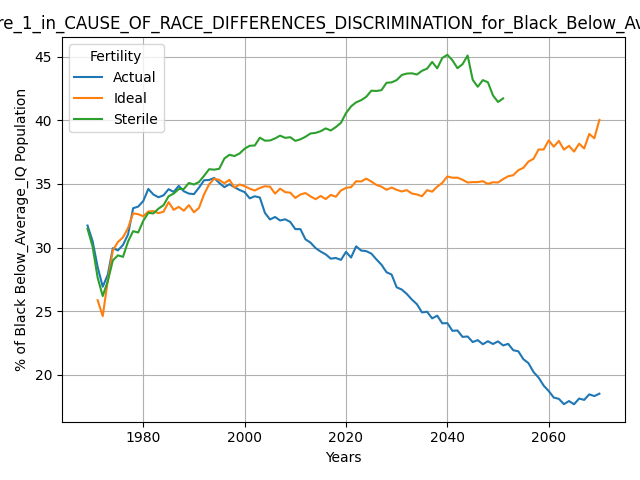 re_1_in_CAUSE_OF_RACE_DIFFERENCES_DISCRIMINATION_for_Black_Below_Av
Fertility
Actual
Ideal
Sterile
% of Black Below_Average_IQ Population
45
40
35
30
25
20
1980
2000
2020
2040
2060
Years